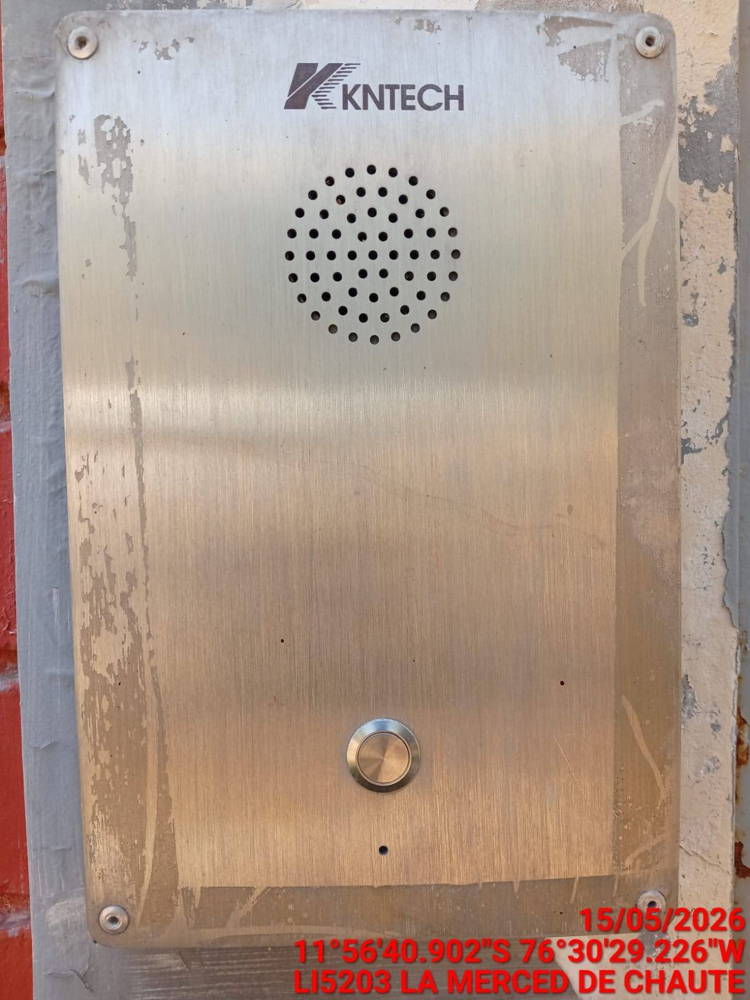 KNTECH
15/05/2026
11°56'40.902"S 76°30'29.226"W
LI5203 LA MERCED DE CHAUTE